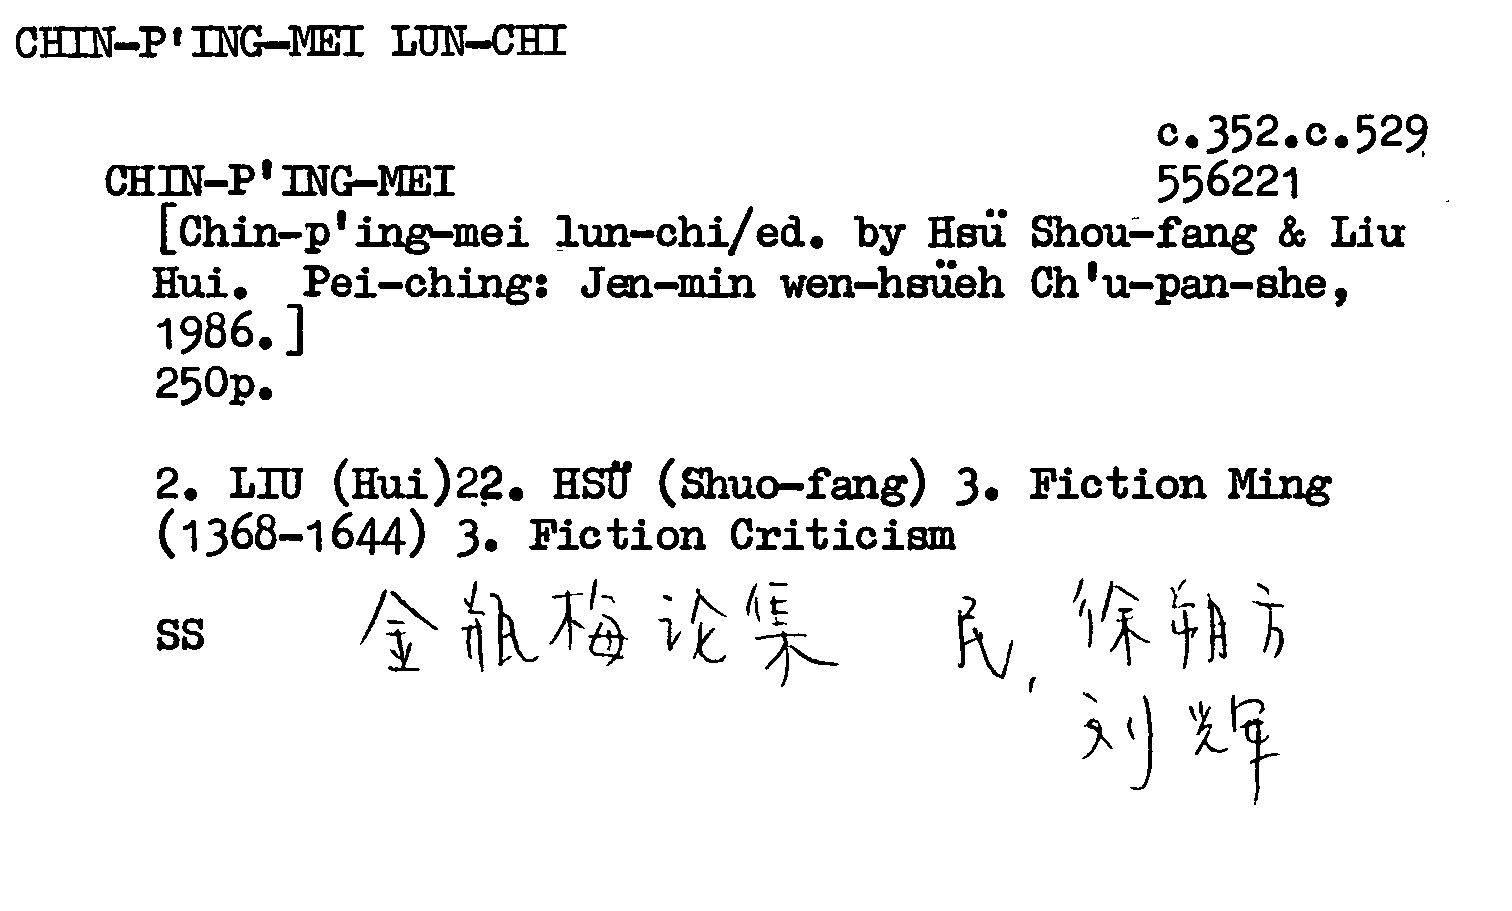 CHIN-P'ING-MEI LUN-CHI
c.352.c.529
CHIN-P'ING-MEI
556221
[Chin-p'ing-mei lun-chi/ed. by Hsü Shou-fang & Liu
Hui. Pei-ching: Jen-min wen-hsüeh Ch'u-pan-she,
1986.]
250p.
2. LIU (Hui)22. HSÜ (Shuo-fang) 3. Fiction Ming
(1368-1644) 3. Fiction Criticism
SS 金瓶梅论集 民, 徐朔方
刘辉